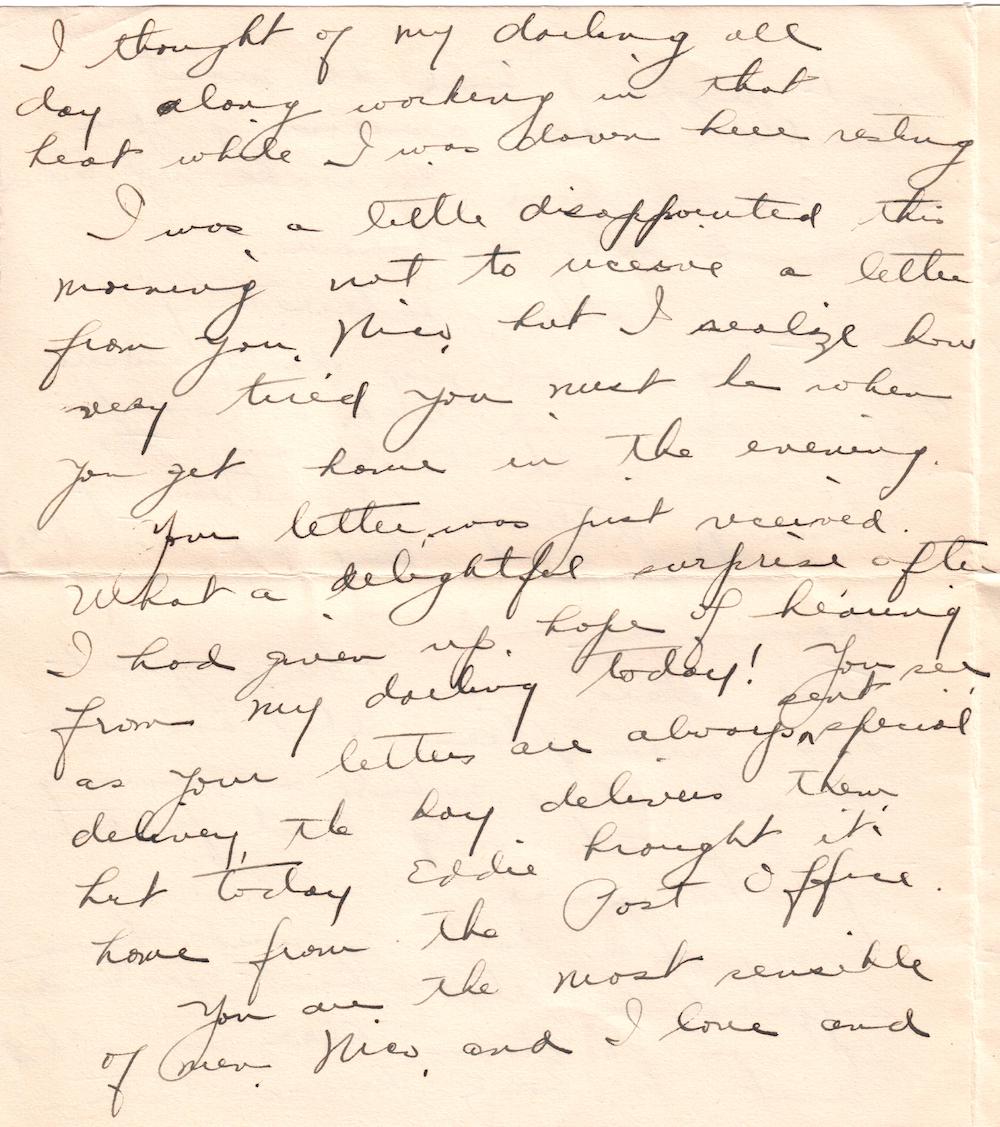 I thought of my darling all
day along working in that
heat while I was down here resting
I was a little disappointed this
morning not to receive a letter
from you, Nico, but I realize how
very tired you must be when
you get home in the evening.
Your letter was just received.
What a delightful surprise after
I had given up hope of hearing
from my darling today! You see,
sent
as your letters are always ^ special
delivery, the boy delivers them,
but today Eddie brought it
home from the Post Office.
You are the most sensible
of men, Nico, and I love and